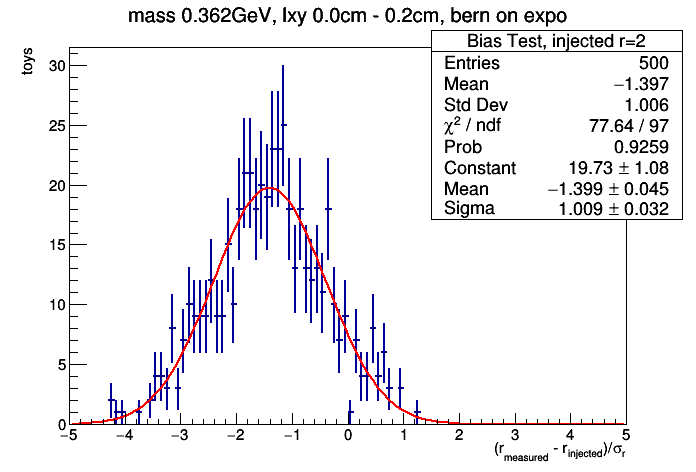 mass 0.362GeV, lxy 0.0cm - 0.2cm, bern on expo
toys
Bias Test, injected r=2
Entries 500
Mean −1.397
Std Dev 1.006
χ² / ndf 77.64 / 97
Prob 0.9259
Constant 19.73 ± 1.08
Mean −1.399 ± 0.045
Sigma 1.009 ± 0.032
30
25
20
15
10
5
0
−5 −4 −3 −2 −1 0 1 2 3 4 5
(r_measured - r_injected)/σ_r